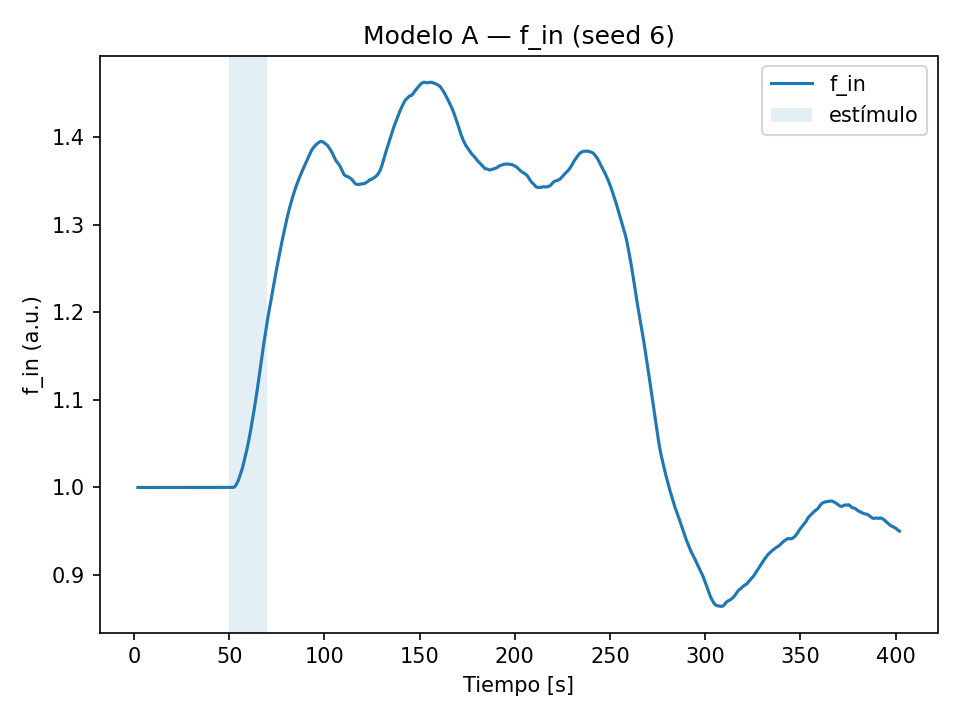 Modelo A — f_in (seed 6)
f_in
estímulo
f_in (a.u.)
1.4
1.3
1.2
1.1
1.0
0.9
0 50 100 150 200 250 300 350 400
Tiempo [s]